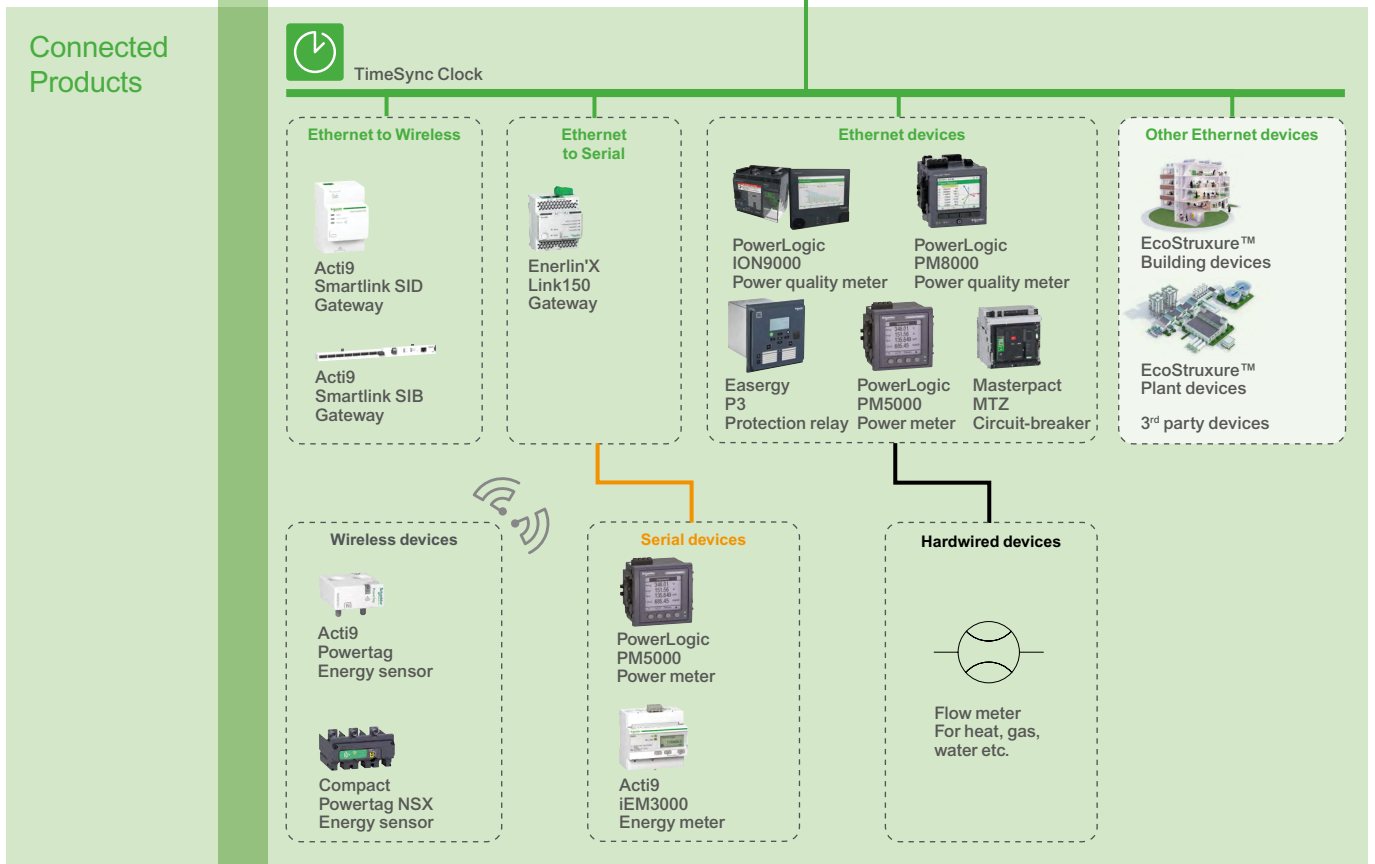 Connected
Products
TimeSync Clock
Ethernet to Wireless
Acti9
Smartlink SID
Gateway
Acti9
Smartlink SIB
Gateway
Ethernet
to Serial
Enerlin'X
Link150
Gateway
Ethernet devices
PowerLogic
ION9000
Power quality meter
PowerLogic
PM8000
Power quality meter
Easergy
P3
Protection relay
PowerLogic
PM5000
Power meter
Masterpact
MTZ
Circuit-breaker
Other Ethernet devices
EcoStruxure™
Building devices
EcoStruxure™
Plant devices
3rd party devices
Wireless devices
Acti9
Powertag
Energy sensor
Compact
Powertag NSX
Energy sensor
Serial devices
PowerLogic
PM5000
Power meter
Acti9
iEM3000
Energy meter
Hardwired devices
Flow meter
For heat, gas,
water etc.